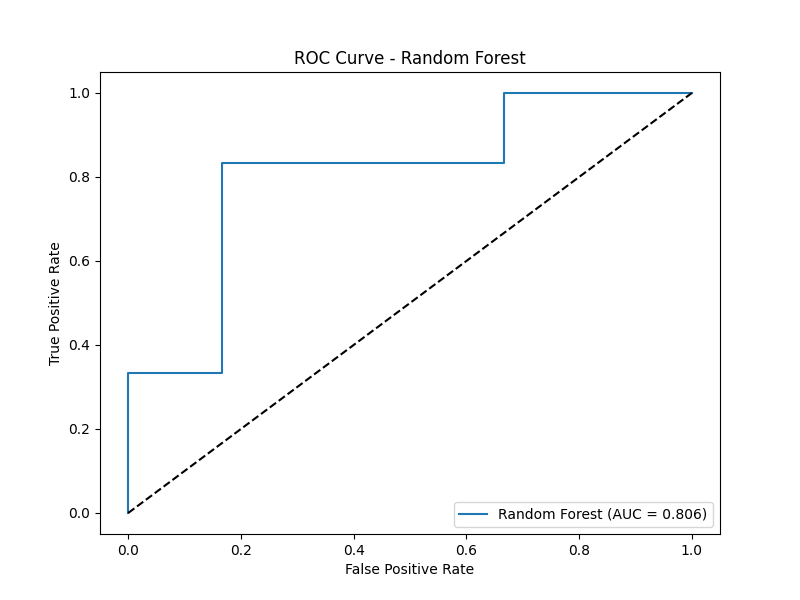 ROC Curve - Random Forest
True Positive Rate
1.0
0.8
0.6
0.4
0.2
0.0
Random Forest (AUC = 0.806)
0.0 0.2 0.4 0.6 0.8 1.0
False Positive Rate